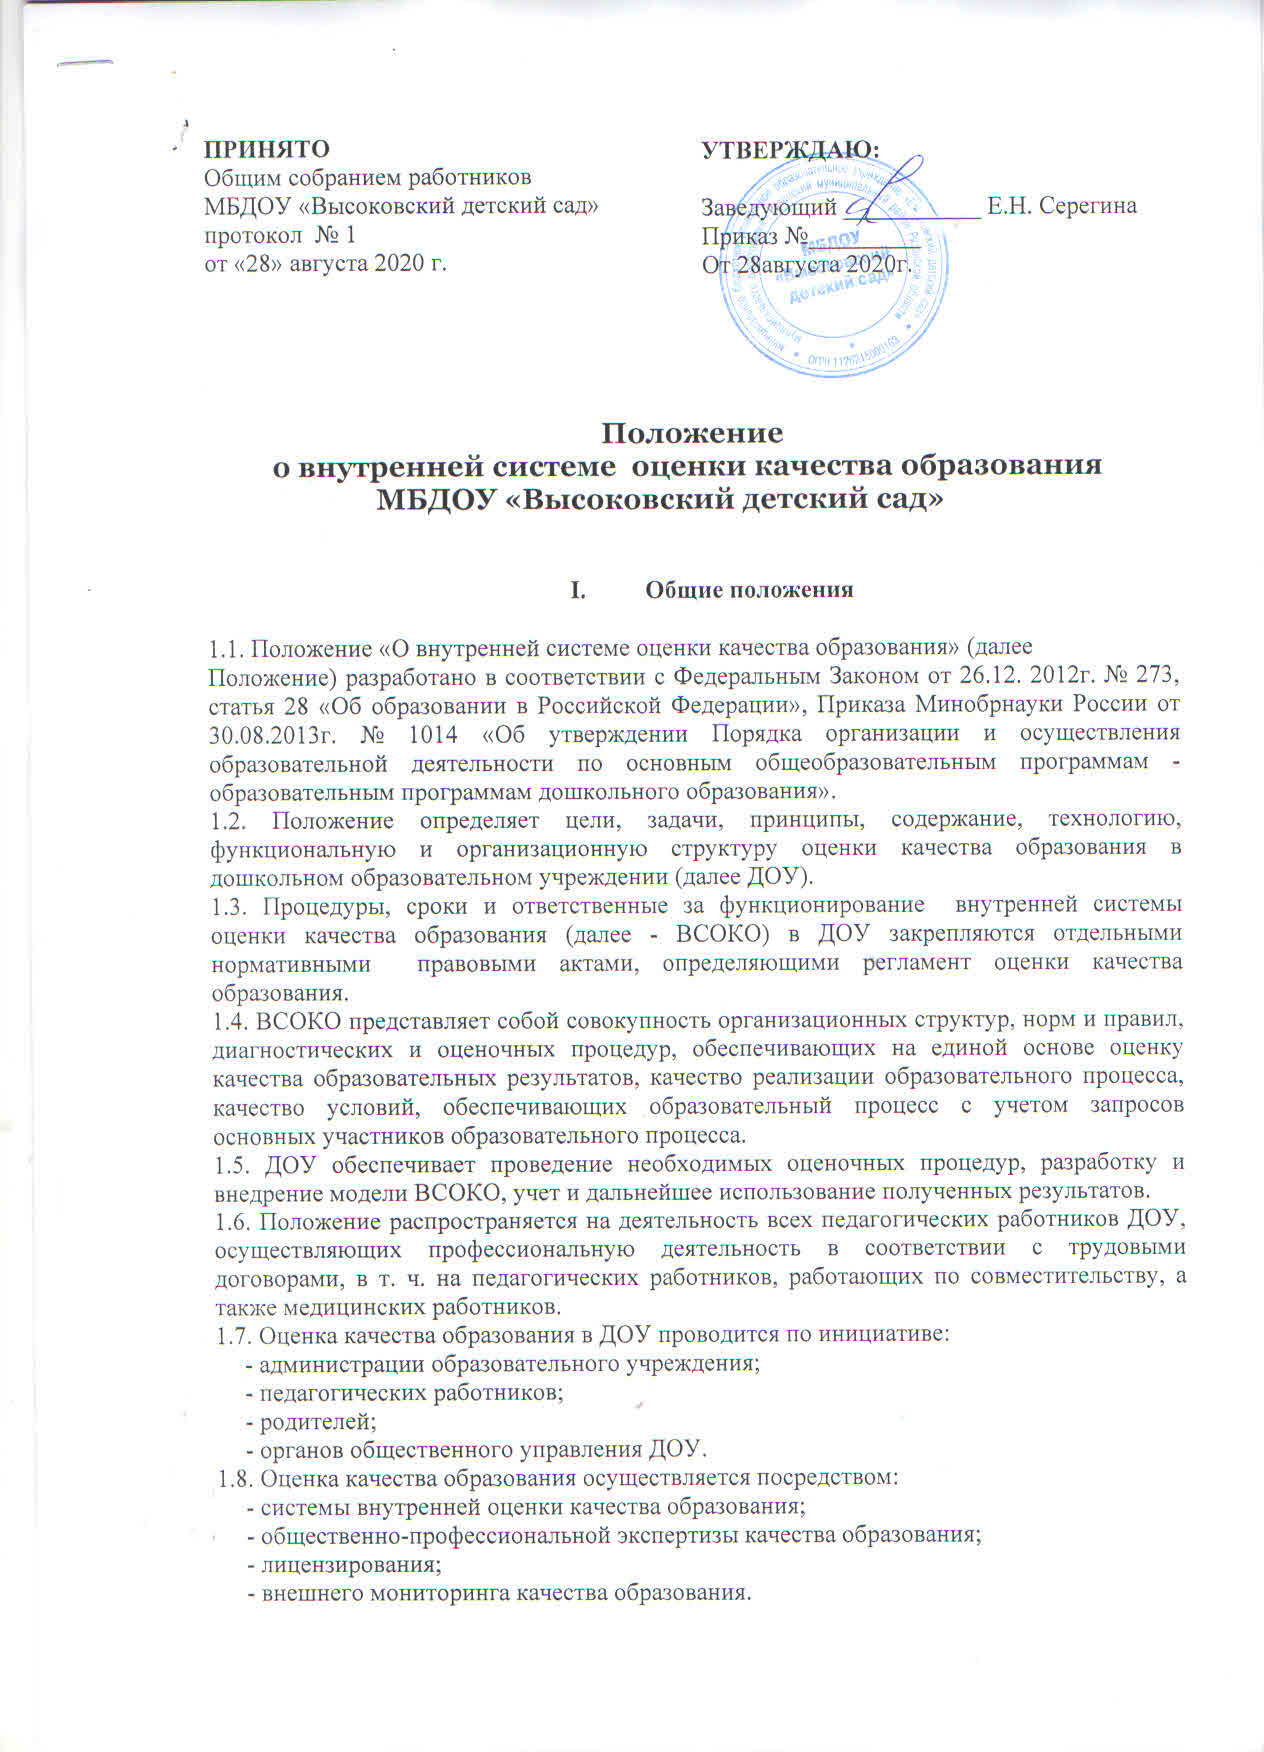 ПРИНЯТО
Общим собранием работников
МБДОУ «Высоковский детский сад»
протокол № 1
от «28» августа 2020 г.
УТВЕРЖДАЮ:
Заведующий ___________ Е.Н. Серегина
Приказ №_________
От 28августа 2020г.
МБДОУ
«Высоковский
детский сад»
Положение
о внутренней системе оценки качества образования
МБДОУ «Высоковский детский сад»
I. Общие положения
1.1. Положение «О внутренней системе оценки качества образования» (далее
Положение) разработано в соответствии с Федеральным Законом от 26.12. 2012г. № 273,
статья 28 «Об образовании в Российской Федерации», Приказа Минобрнауки России от
30.08.2013г. № 1014 «Об утверждении Порядка организации и осуществления
образовательной деятельности по основным общеобразовательным программам -
образовательным программам дошкольного образования».
1.2. Положение определяет цели, задачи, принципы, содержание, технологию,
функциональную и организационную структуру оценки качества образования в
дошкольном образовательном учреждении (далее ДОУ).
1.3. Процедуры, сроки и ответственные за функционирование внутренней системы
оценки качества образования (далее - ВСОКО) в ДОУ закрепляются отдельными
нормативными правовыми актами, определяющими регламент оценки качества
образования.
1.4. ВСОКО представляет собой совокупность организационных структур, норм и правил,
диагностических и оценочных процедур, обеспечивающих на единой основе оценку
качества образовательных результатов, качество реализации образовательного процесса,
качество условий, обеспечивающих образовательный процесс с учетом запросов
основных участников образовательного процесса.
1.5. ДОУ обеспечивает проведение необходимых оценочных процедур, разработку и
внедрение модели ВСОКО, учет и дальнейшее использование полученных результатов.
1.6. Положение распространяется на деятельность всех педагогических работников ДОУ,
осуществляющих профессиональную деятельность в соответствии с трудовыми
договорами, в т. ч. на педагогических работников, работающих по совместительству, а
также медицинских работников.
1.7. Оценка качества образования в ДОУ проводится по инициативе:
- администрации образовательного учреждения;
- педагогических работников;
- родителей;
- органов общественного управления ДОУ.
1.8. Оценка качества образования осуществляется посредством:
- системы внутренней оценки качества образования;
- общественно-профессиональной экспертизы качества образования;
- лицензирования;
- внешнего мониторинга качества образования.